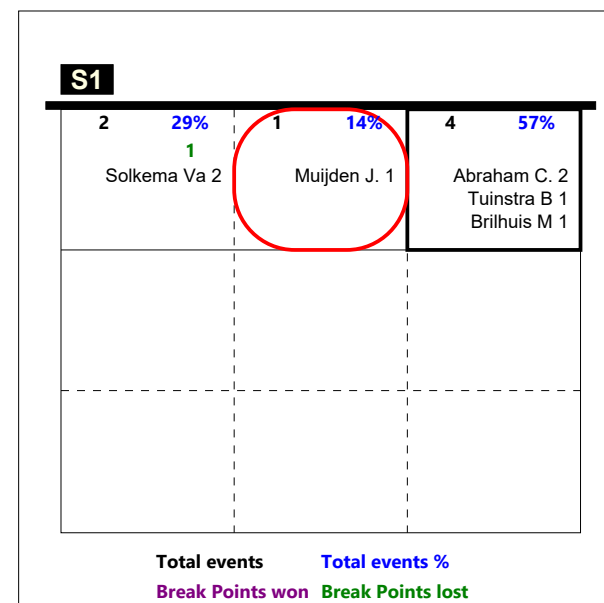 S1
2 29% 1 14% 4 57%
1
Solkema Va 2 Muijden J. 1 Abraham C. 2
Tuinstra B 1
Brilhuis M 1
Total events Total events %
Break Points won Break Points lost